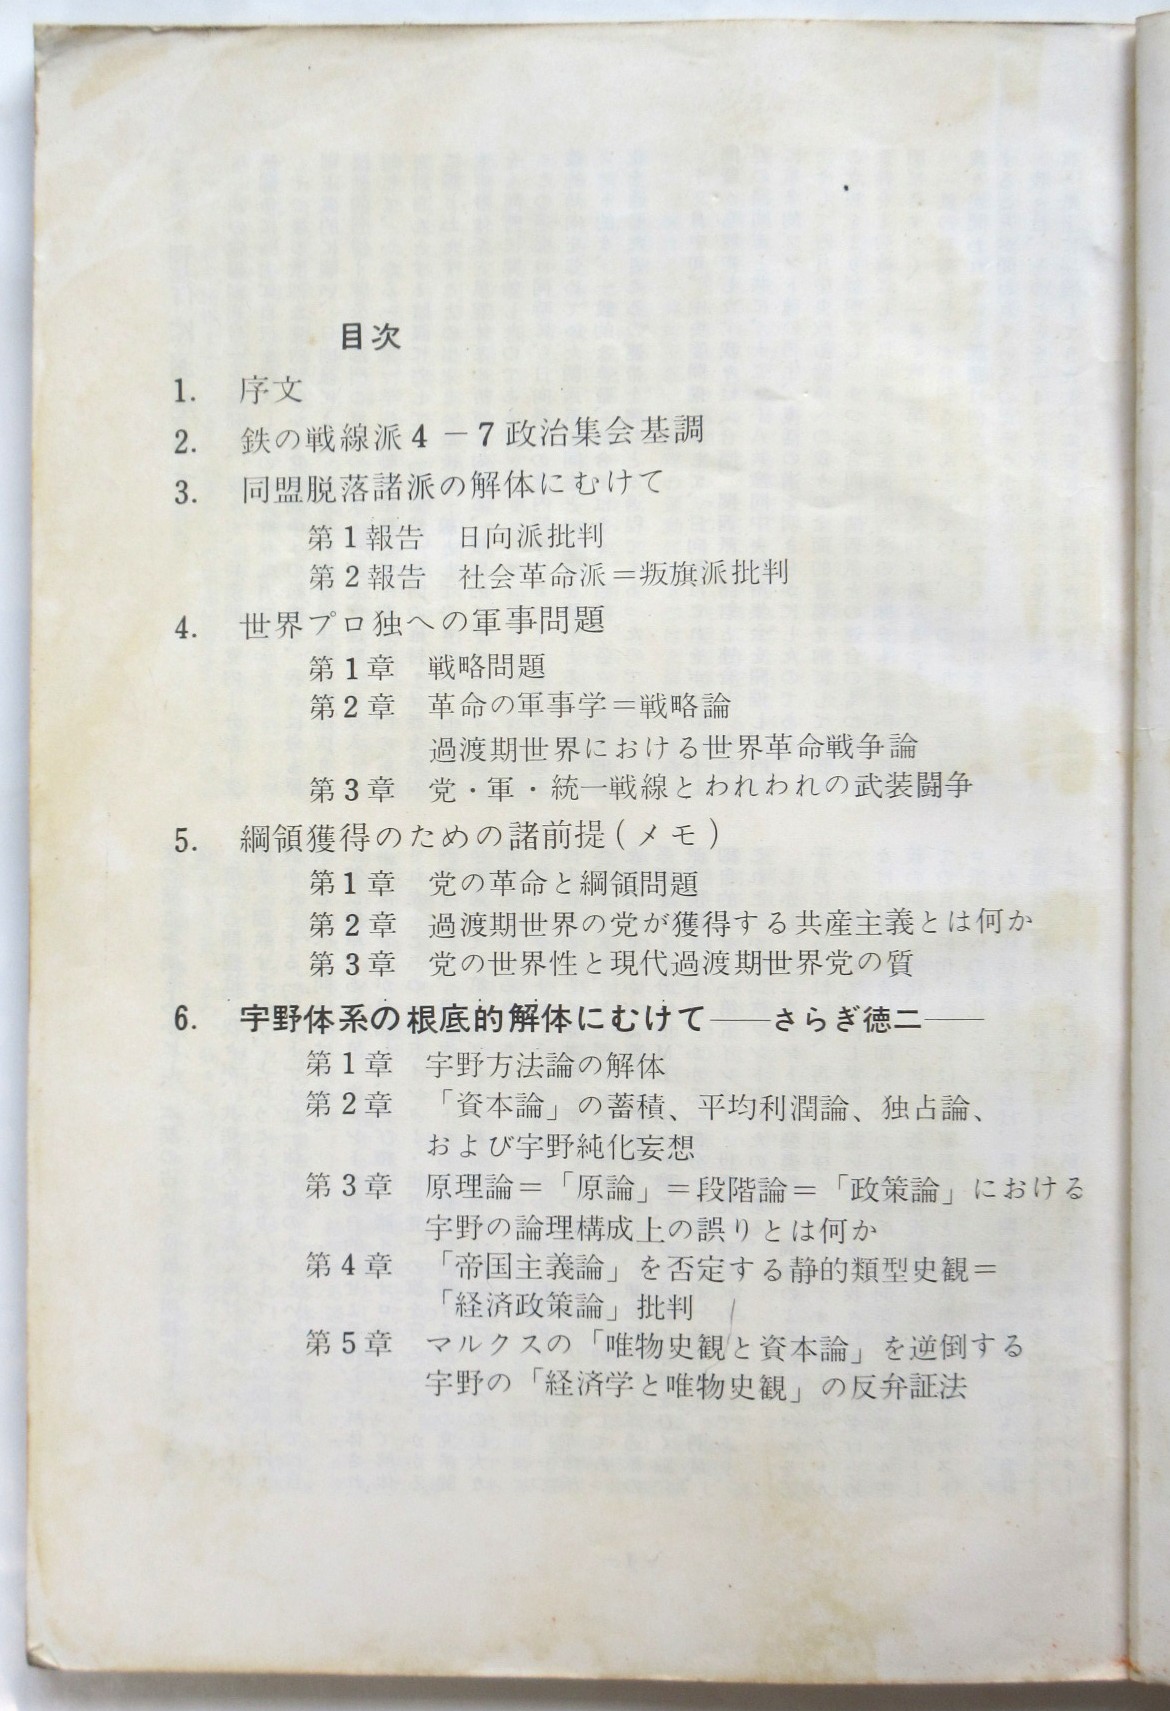 目次
1. 序文
2. 鉄の戦線派4－7政治集会基調
3. 同盟脱落諸派の解体にむけて
第1報告 日向派批判
第2報告 社会革命派＝叛旗派批判
4. 世界プロ独への軍事問題
第1章 戦略問題
第2章 革命の軍事学＝戦略論
過渡期世界における世界革命戦争論
第3章 党・軍・統一戦線とわれわれの武装闘争
5. 綱領獲得のための諸前提(メモ)
第1章 党の革命と綱領問題
第2章 過渡期世界の党が獲得する共産主義とは何か
第3章 党の世界性と現代過渡期世界党の質
6. 宇野体系の根底的解体にむけて――さらぎ徳二――
第1章 宇野方法論の解体
第2章 「資本論」の蓄積、平均利潤論、独占論、
および宇野純化妄想
第3章 原理論＝「原論」＝段階論＝「政策論」における
宇野の論理構成上の誤りとは何か
第4章 「帝国主義論」を否定する静的類型史観＝
「経済政策論」批判
第5章 マルクスの「唯物史観と資本論」を逆倒する
宇野の「経済学と唯物史観」の反弁証法